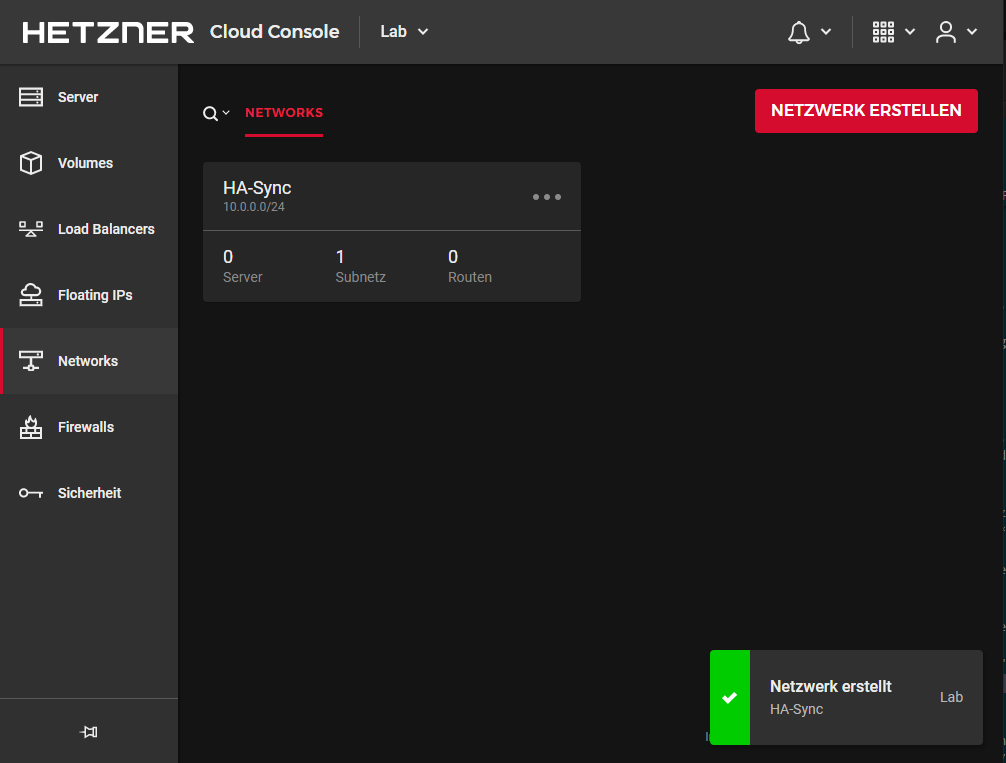 HETZNER Cloud Console Lab
Server
Volumes
Load Balancers
Floating IPs
Networks
Firewalls
Sicherheit
NETWORKS
NETZWERK ERSTELLEN
HA-Sync
10.0.0.0/24
0 1 0
Server Subnetz Routen
Netzwerk erstellt
HA-Sync
Lab